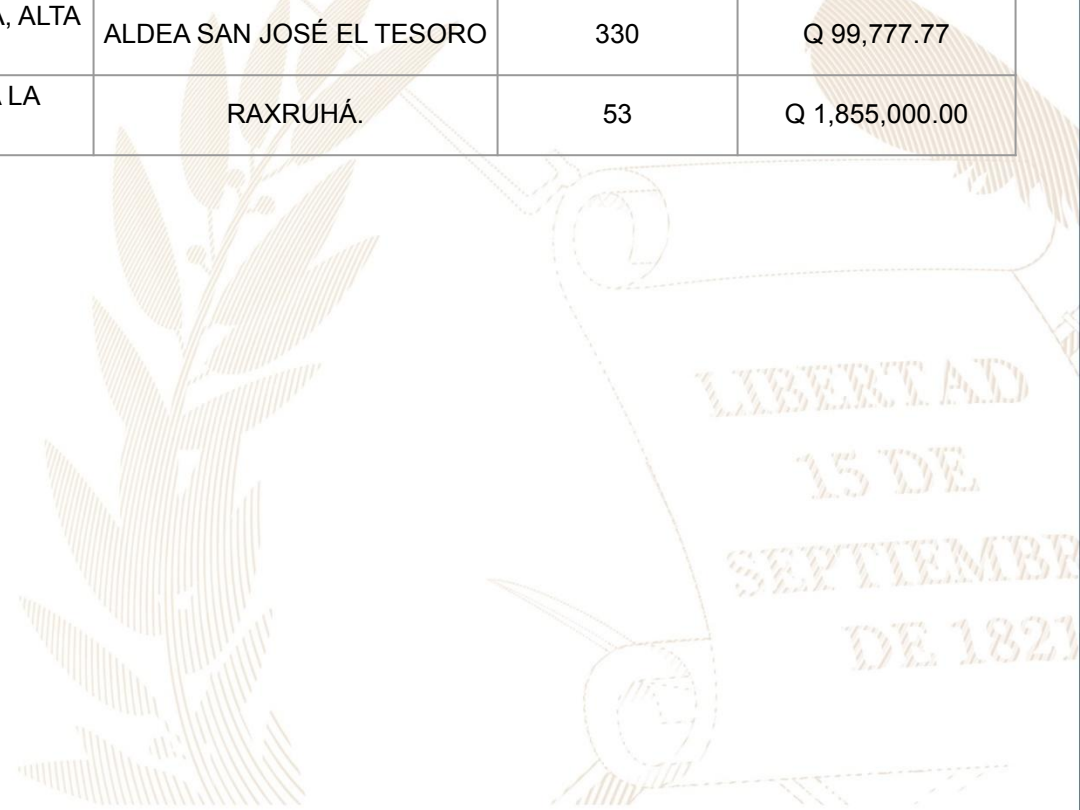 , ALTA
ALDEA SAN JOSÉ EL TESORO 330 Q 99,777.77
LA
RAXRUHÁ. 53 Q 1,855,000.00
LIBERTAD
15 DE
SEPTIEMBR
DE 1821